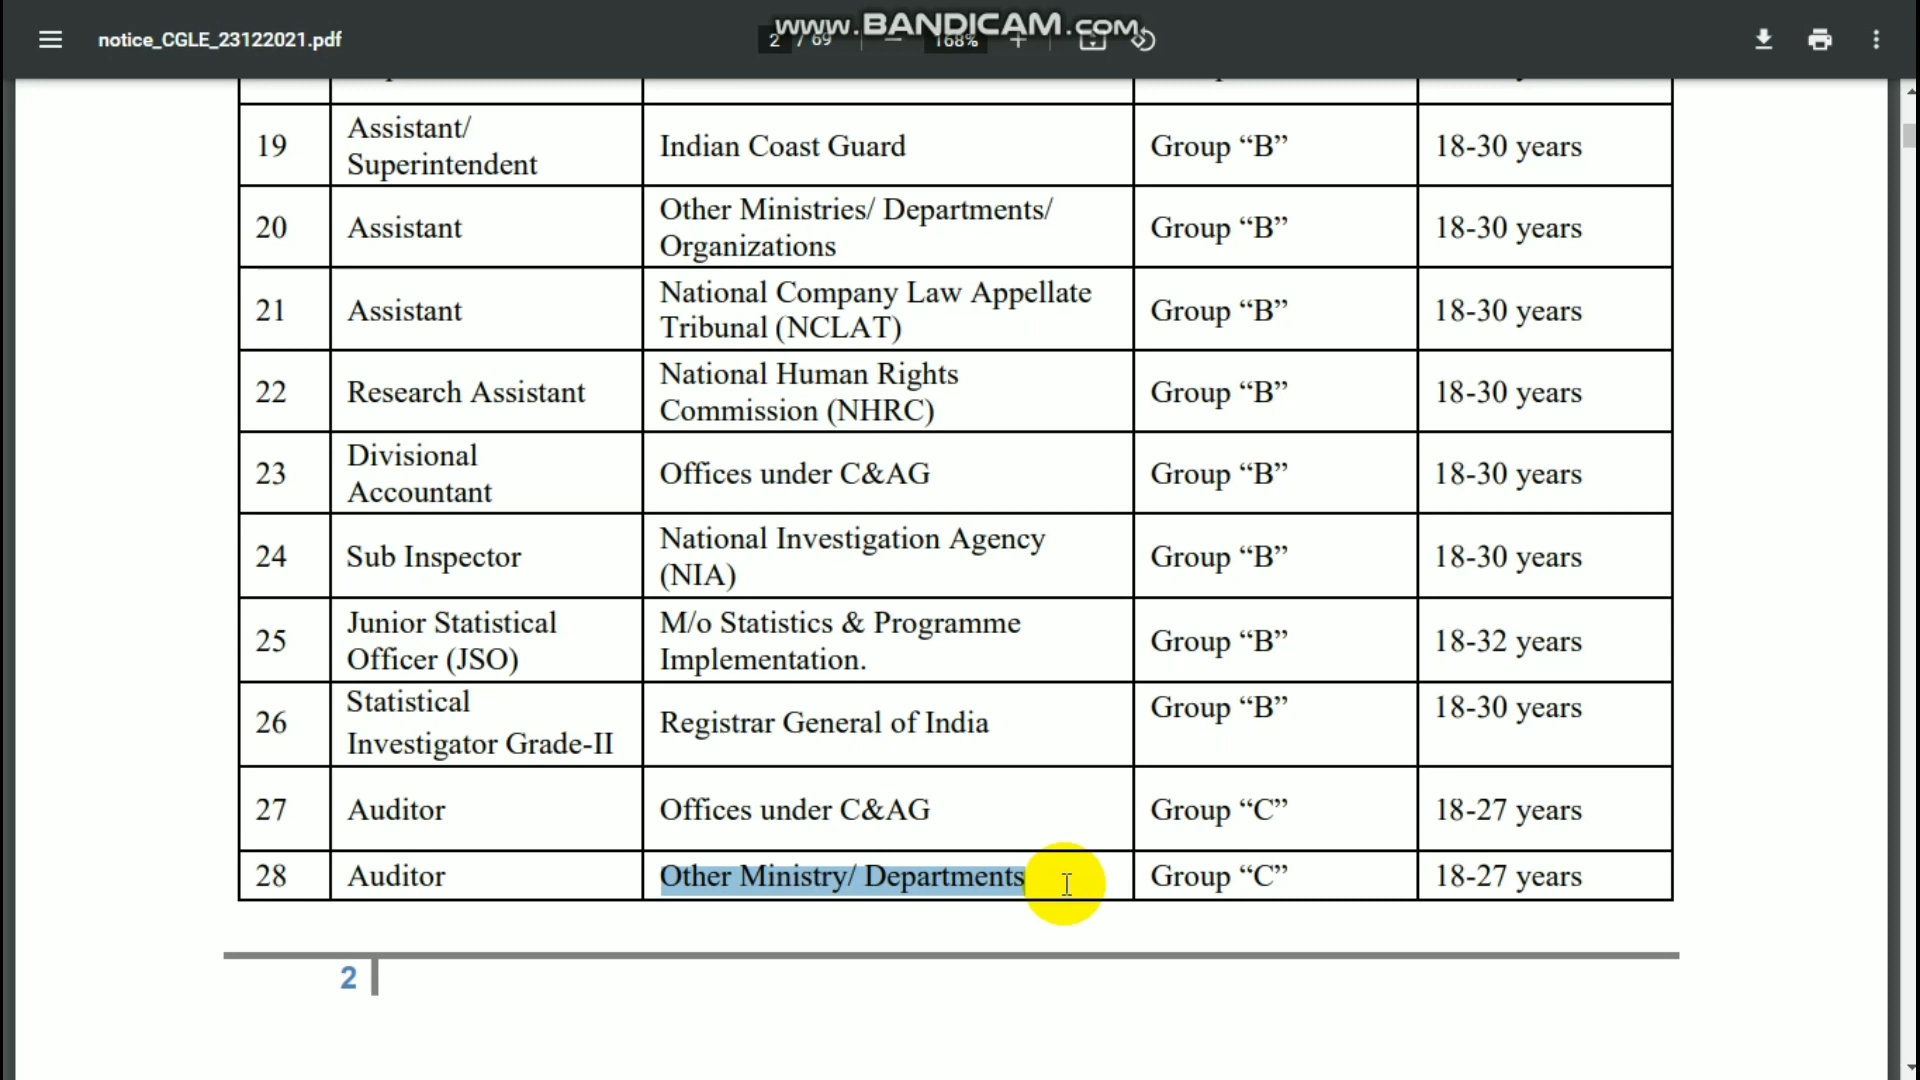 notice_CGLE_23122021.pdf
www.BANDICAM.com
2 / 69
168%
19 Assistant/ Superintendent Indian Coast Guard Group “B” 18-30 years
20 Assistant Other Ministries/ Departments/ Organizations Group “B” 18-30 years
21 Assistant National Company Law Appellate Tribunal (NCLAT) Group “B” 18-30 years
22 Research Assistant National Human Rights Commission (NHRC) Group “B” 18-30 years
23 Divisional Accountant Offices under C&AG Group “B” 18-30 years
24 Sub Inspector National Investigation Agency (NIA) Group “B” 18-30 years
25 Junior Statistical Officer (JSO) M/o Statistics & Programme Implementation. Group “B” 18-32 years
26 Statistical Investigator Grade-II Registrar General of India Group “B” 18-30 years
27 Auditor Offices under C&AG Group “C” 18-27 years
28 Auditor Other Ministry/ Departments Group “C” 18-27 years
2